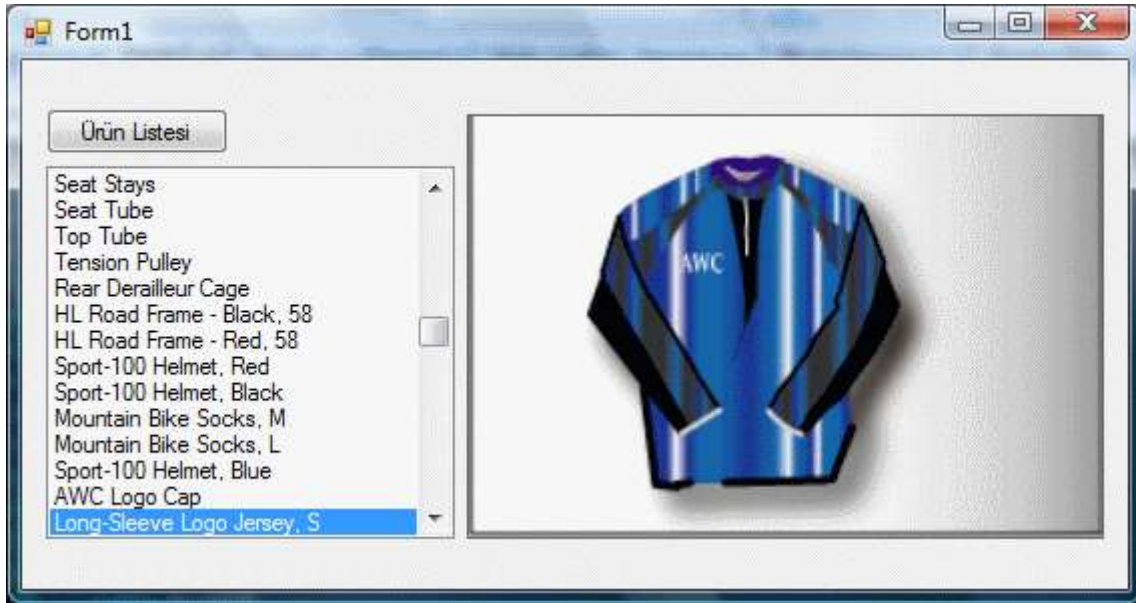 Form1
Ürün Listesi
Seat Stays
Seat Tube
Top Tube
Tension Pulley
Rear Derailleur Cage
HL Road Frame - Black, 58
HL Road Frame - Red, 58
Sport-100 Helmet, Red
Sport-100 Helmet, Black
Mountain Bike Socks, M
Mountain Bike Socks, L
Sport-100 Helmet, Blue
AWC Logo Cap
Long-Sleeve Logo Jersey, S
AWC